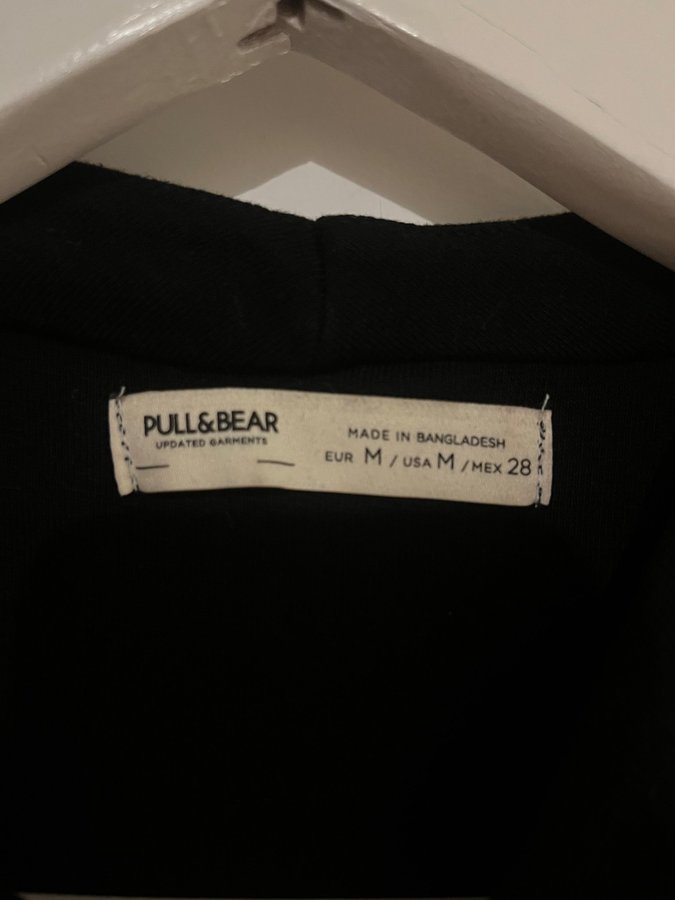 PULL&BEAR
UPDATED GARMENTS
MADE IN BANGLADESH
EUR M / USA M / MEX 28